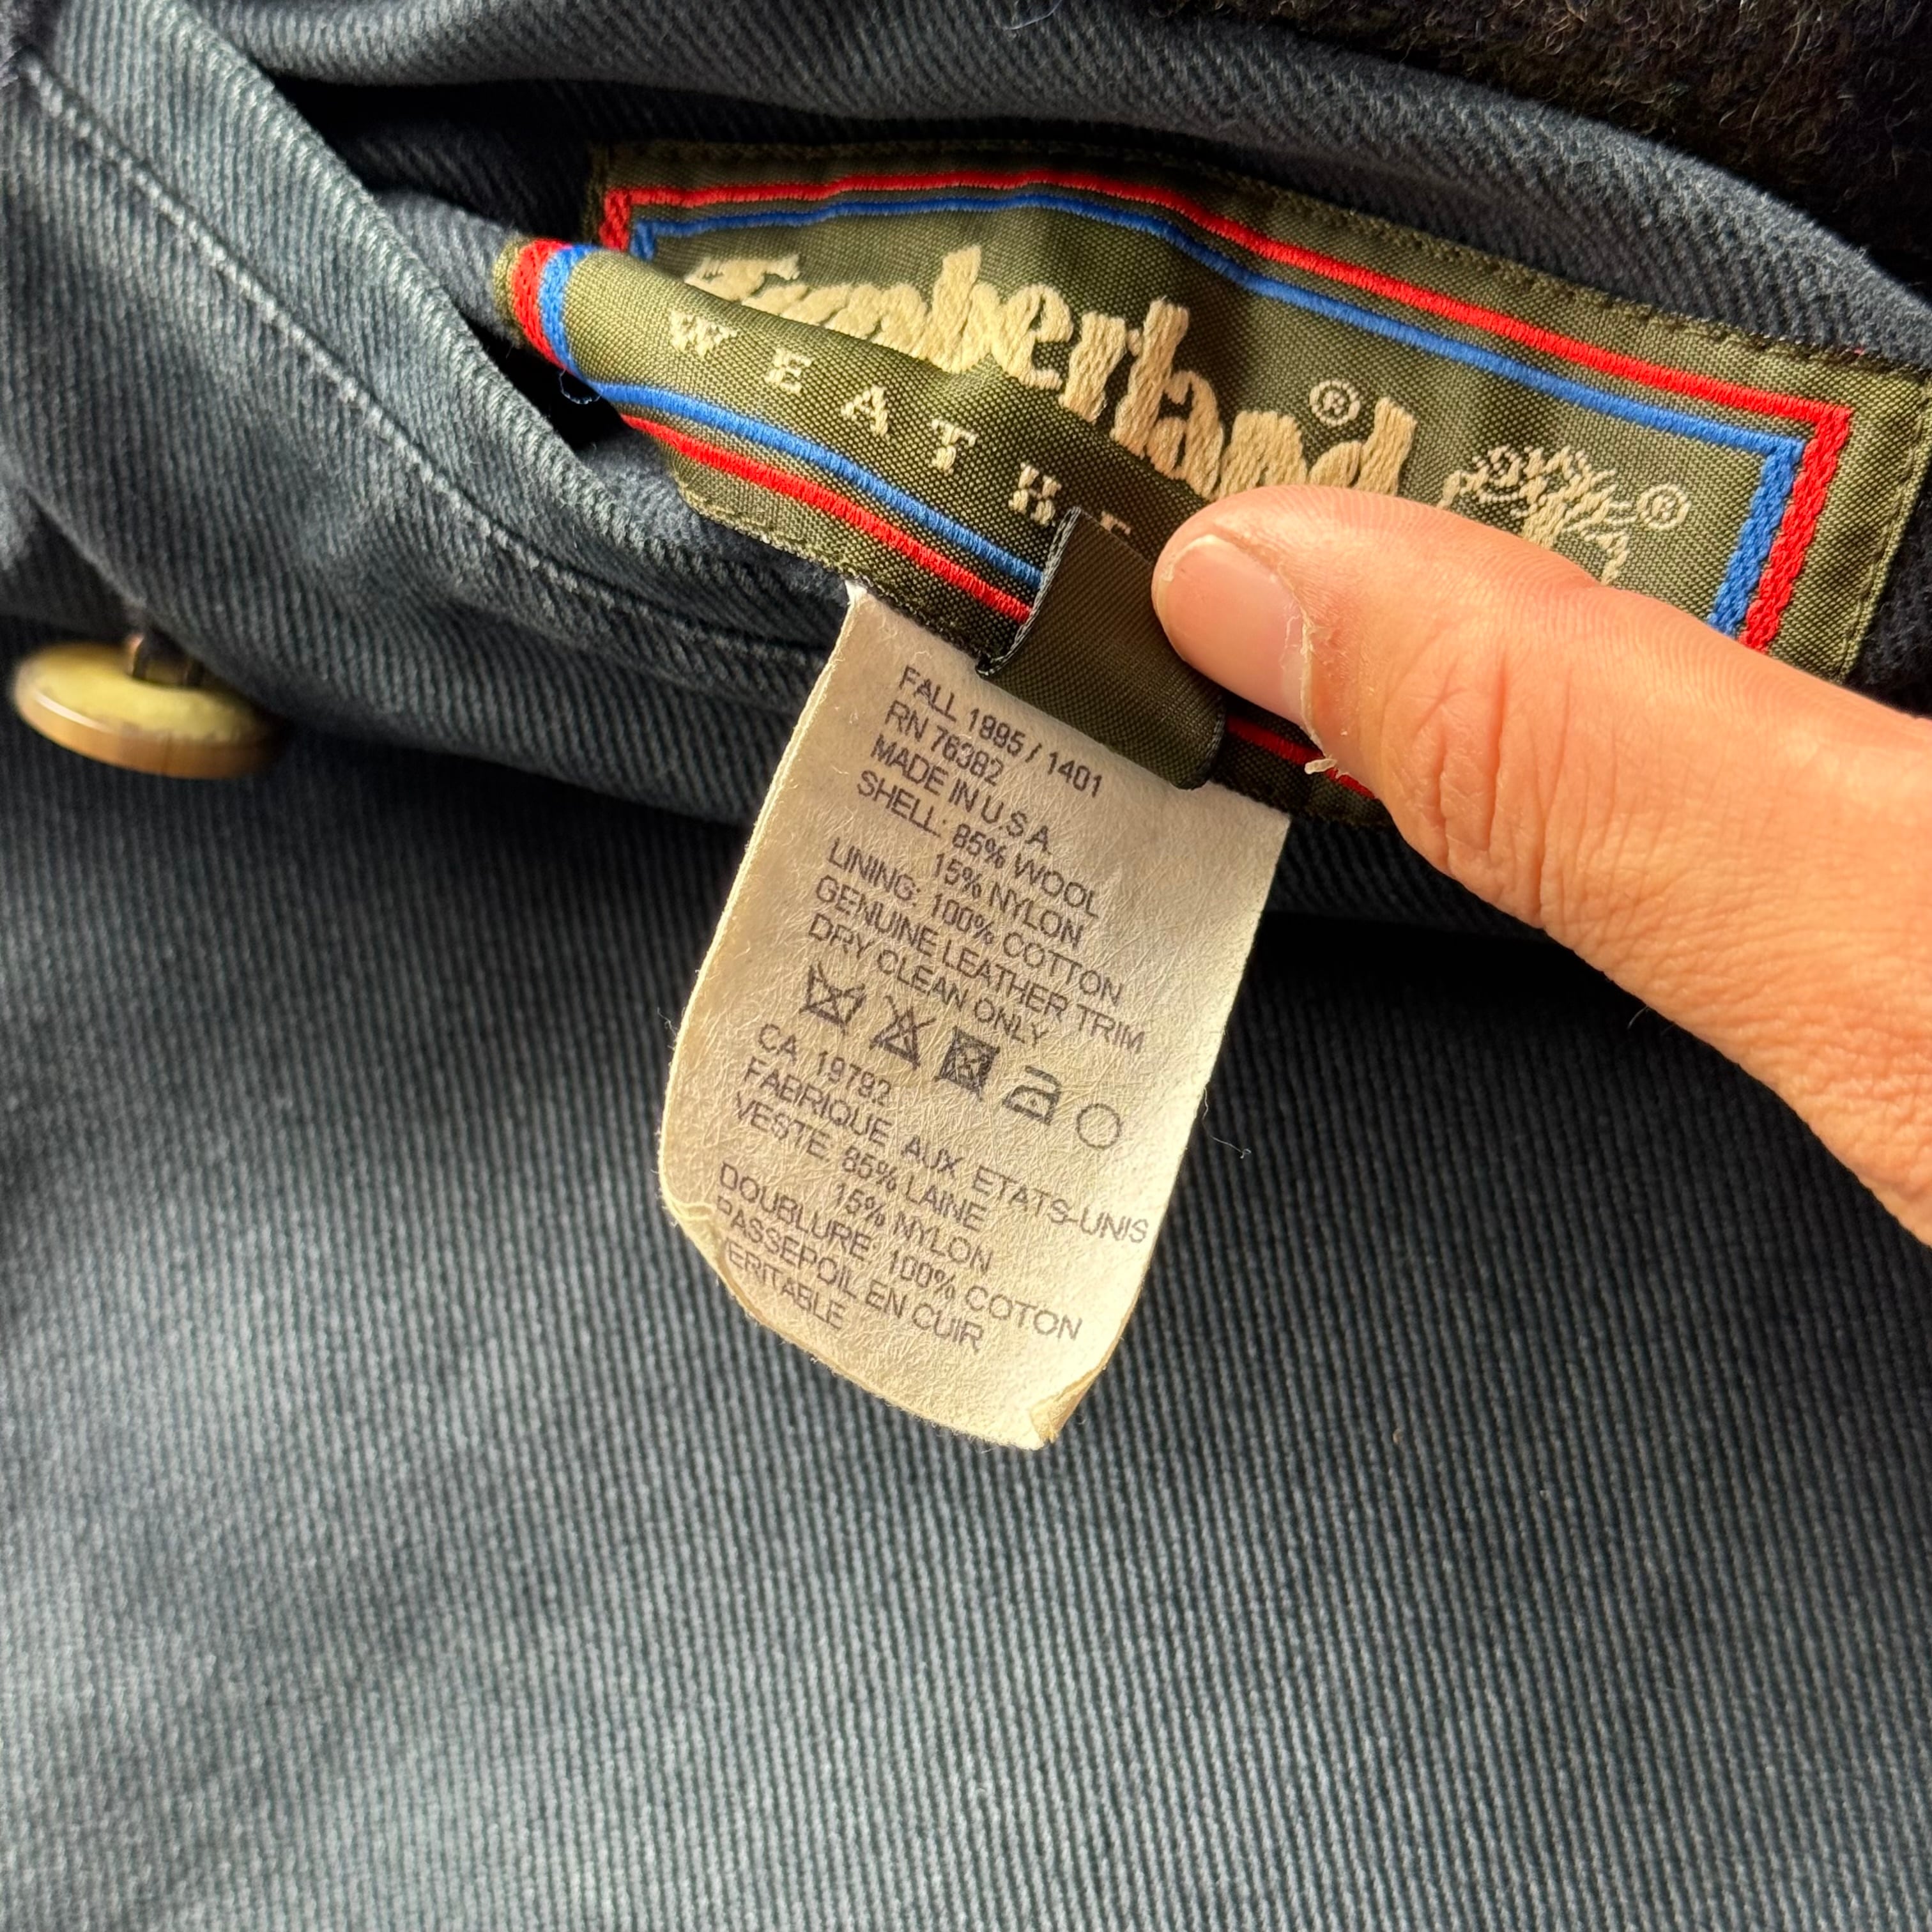 Timberland®
®
WEATHE
FALL 1995 / 1401
RN 76382
MADE IN U.S.A.
SHELL: 85% WOOL
15% NYLON
LINING: 100% COTTON
GENUINE LEATHER TRIM
DRY CLEAN ONLY
CA 19792
FABRIQUE AUX ETATS-UNIS
VESTE: 85% LAINE
15% NYLON
DOUBLURE: 100% COTON
PASSEPOIL EN CUIR
VERITABLE